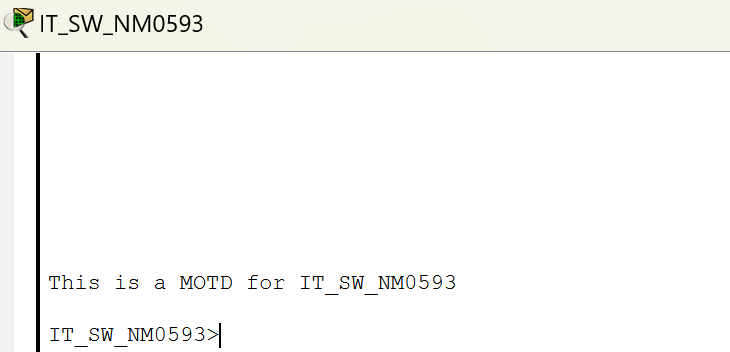 IT_SW_NM0593
This is a MOTD for IT_SW_NM0593
IT_SW_NM0593>